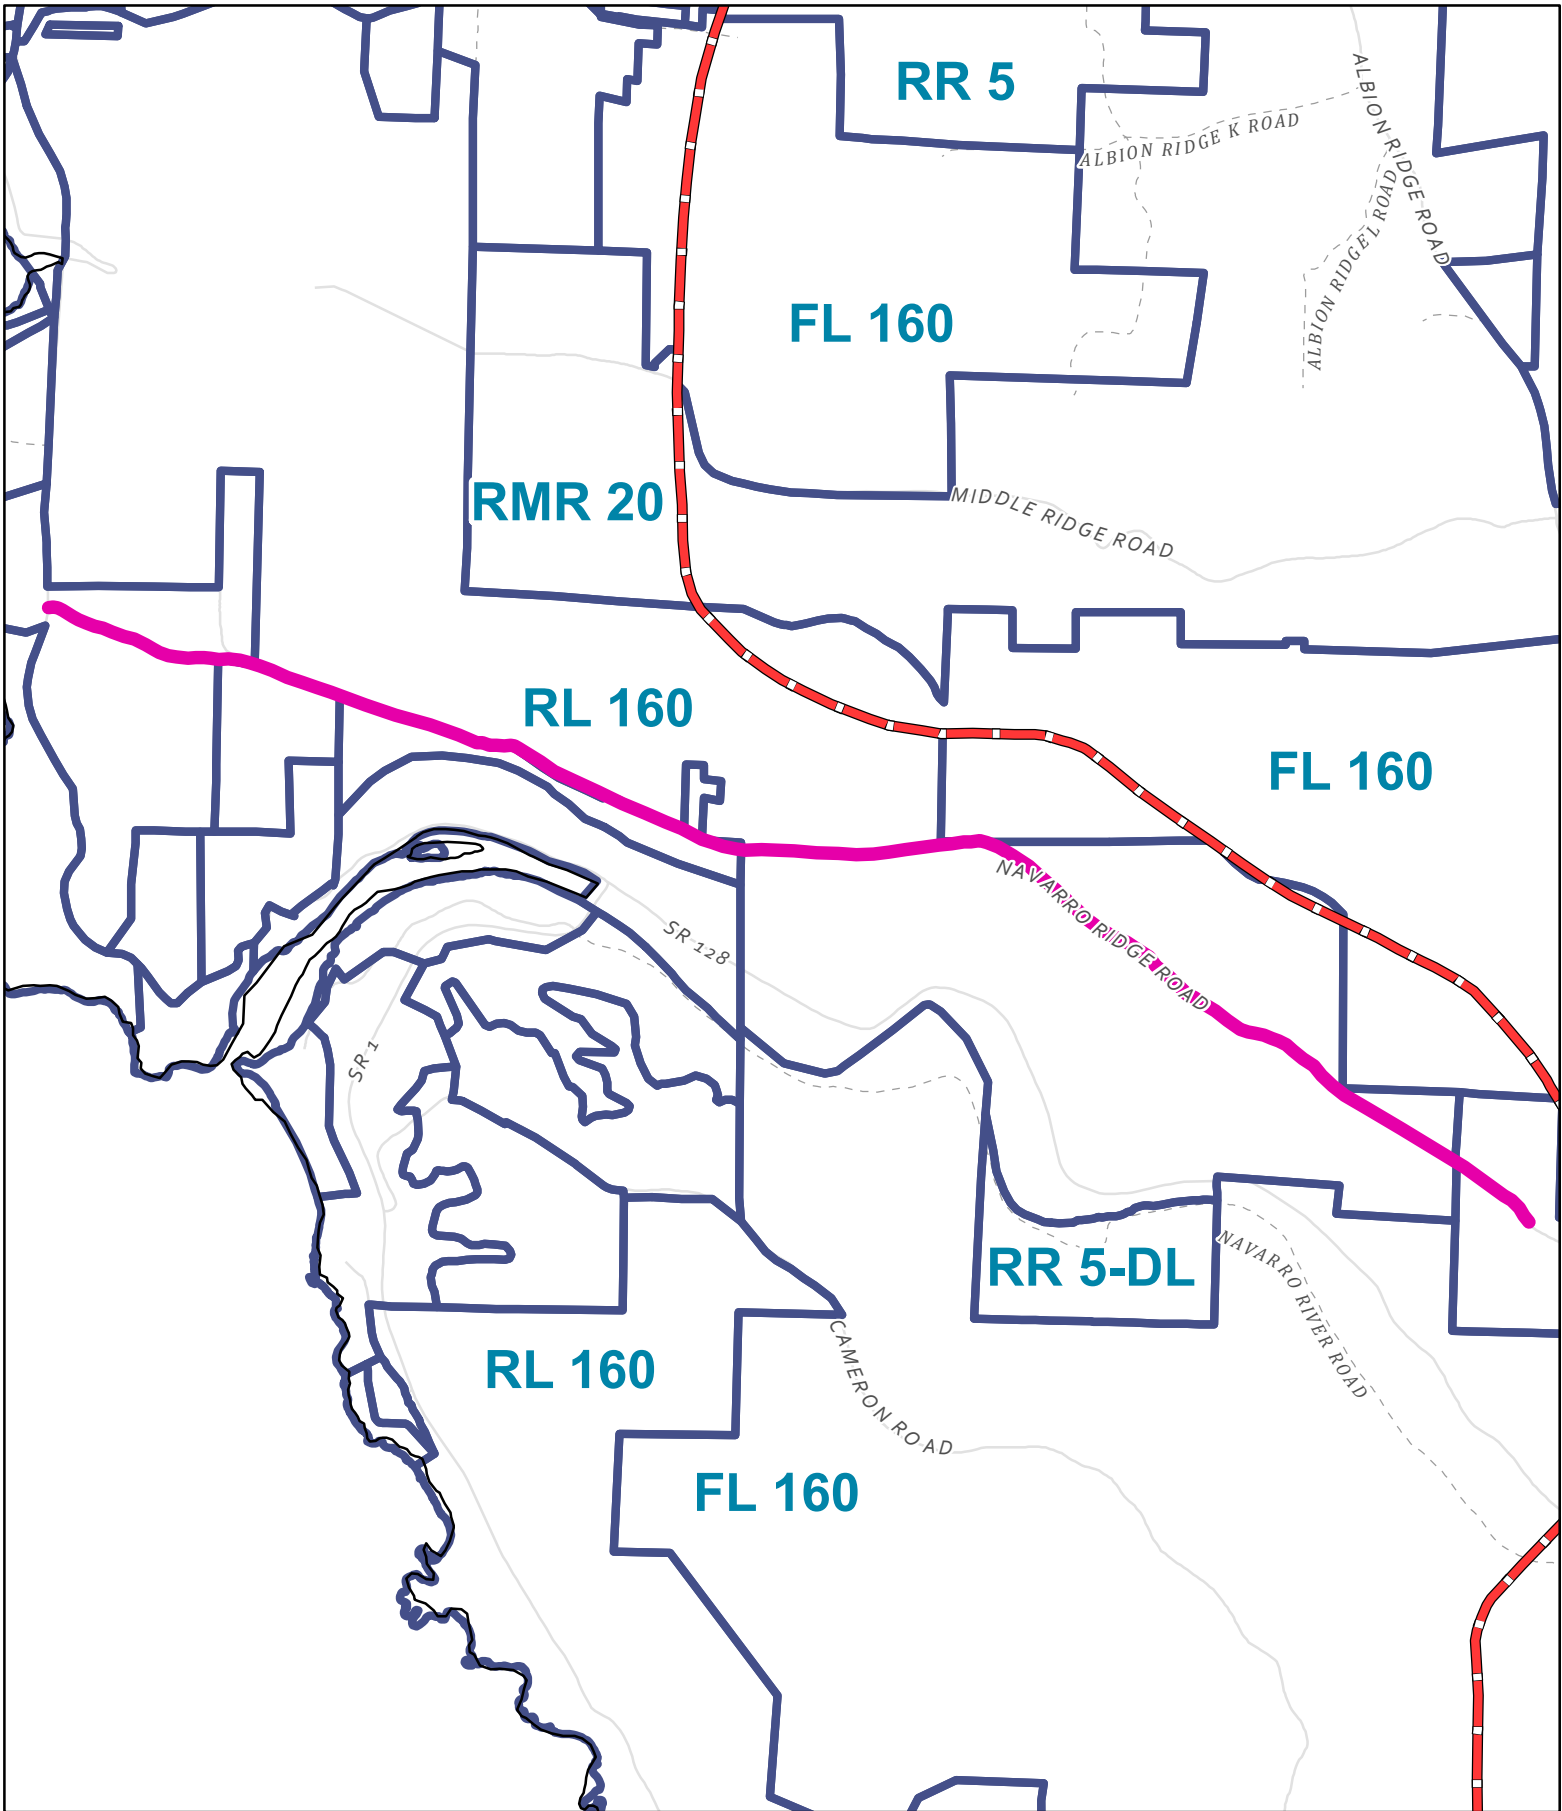 RR 5
ALBION RIDGE K ROAD
ALBION RIDGE ROAD
ALBION RIDGE L ROAD
FL 160
RMR 20
MIDDLE RIDGE ROAD
RL 160
FL 160
NAVARRO RIDGE ROAD
SR 128
SR 1
RR 5-DL
NAVARRO RIVER ROAD
RL 160
CAMERON ROAD
FL 160